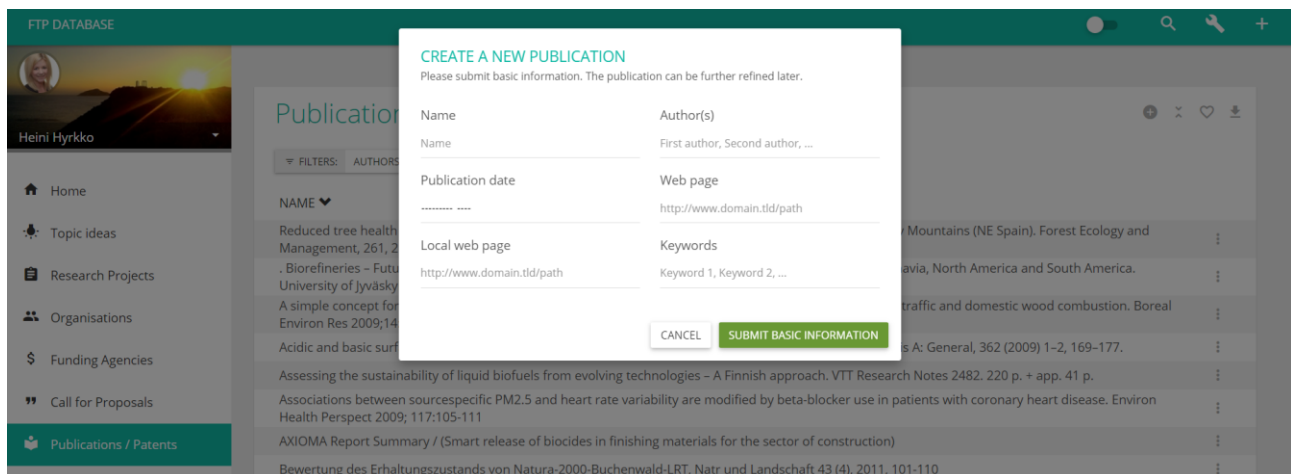 FTP DATABASE
Heini Hyrkko
Home
Topic ideas
Research Projects
Organisations
Funding Agencies
Call for Proposals
Publications / Patents
CREATE A NEW PUBLICATION
Please submit basic information. The publication can be further refined later.
Name
Author(s)
Name
First author, Second author, ...
Publication date
Web page
--------- ----
http://www.domain.tld/path
Local web page
Keywords
http://www.domain.tld/path
Keyword 1, Keyword 2, ...
CANCEL
SUBMIT BASIC INFORMATION
FILTERS: AUTHORS
NAME
Reduced tree health
Mountains (NE Spain). Forest Ecology and
Management, 261, 2
. Biorefineries – Futu
North America and South America.
University of Jyväsky
A simple concept for
traffic and domestic wood combustion. Boreal
Environ Res 2009;14
Acidic and basic surf
A: General, 362 (2009) 1–2, 169–177.
Assessing the sustainability of liquid biofuels from evolving technologies – A Finnish approach. VTT Research Notes 2482. 220 p. + app. 41 p.
Associations between sourcespecific PM2.5 and heart rate variability are modified by beta-blocker use in patients with coronary heart disease. Environ
Health Perspect 2009; 117:105-111
AXIOMA Report Summary / (Smart release of biocides in finishing materials for the sector of construction)
Bewertung des Erhaltungszustands von Natura-2000-Buchenwald-LRT. Natr und Landschaft 43 (4), 2011, 101-110